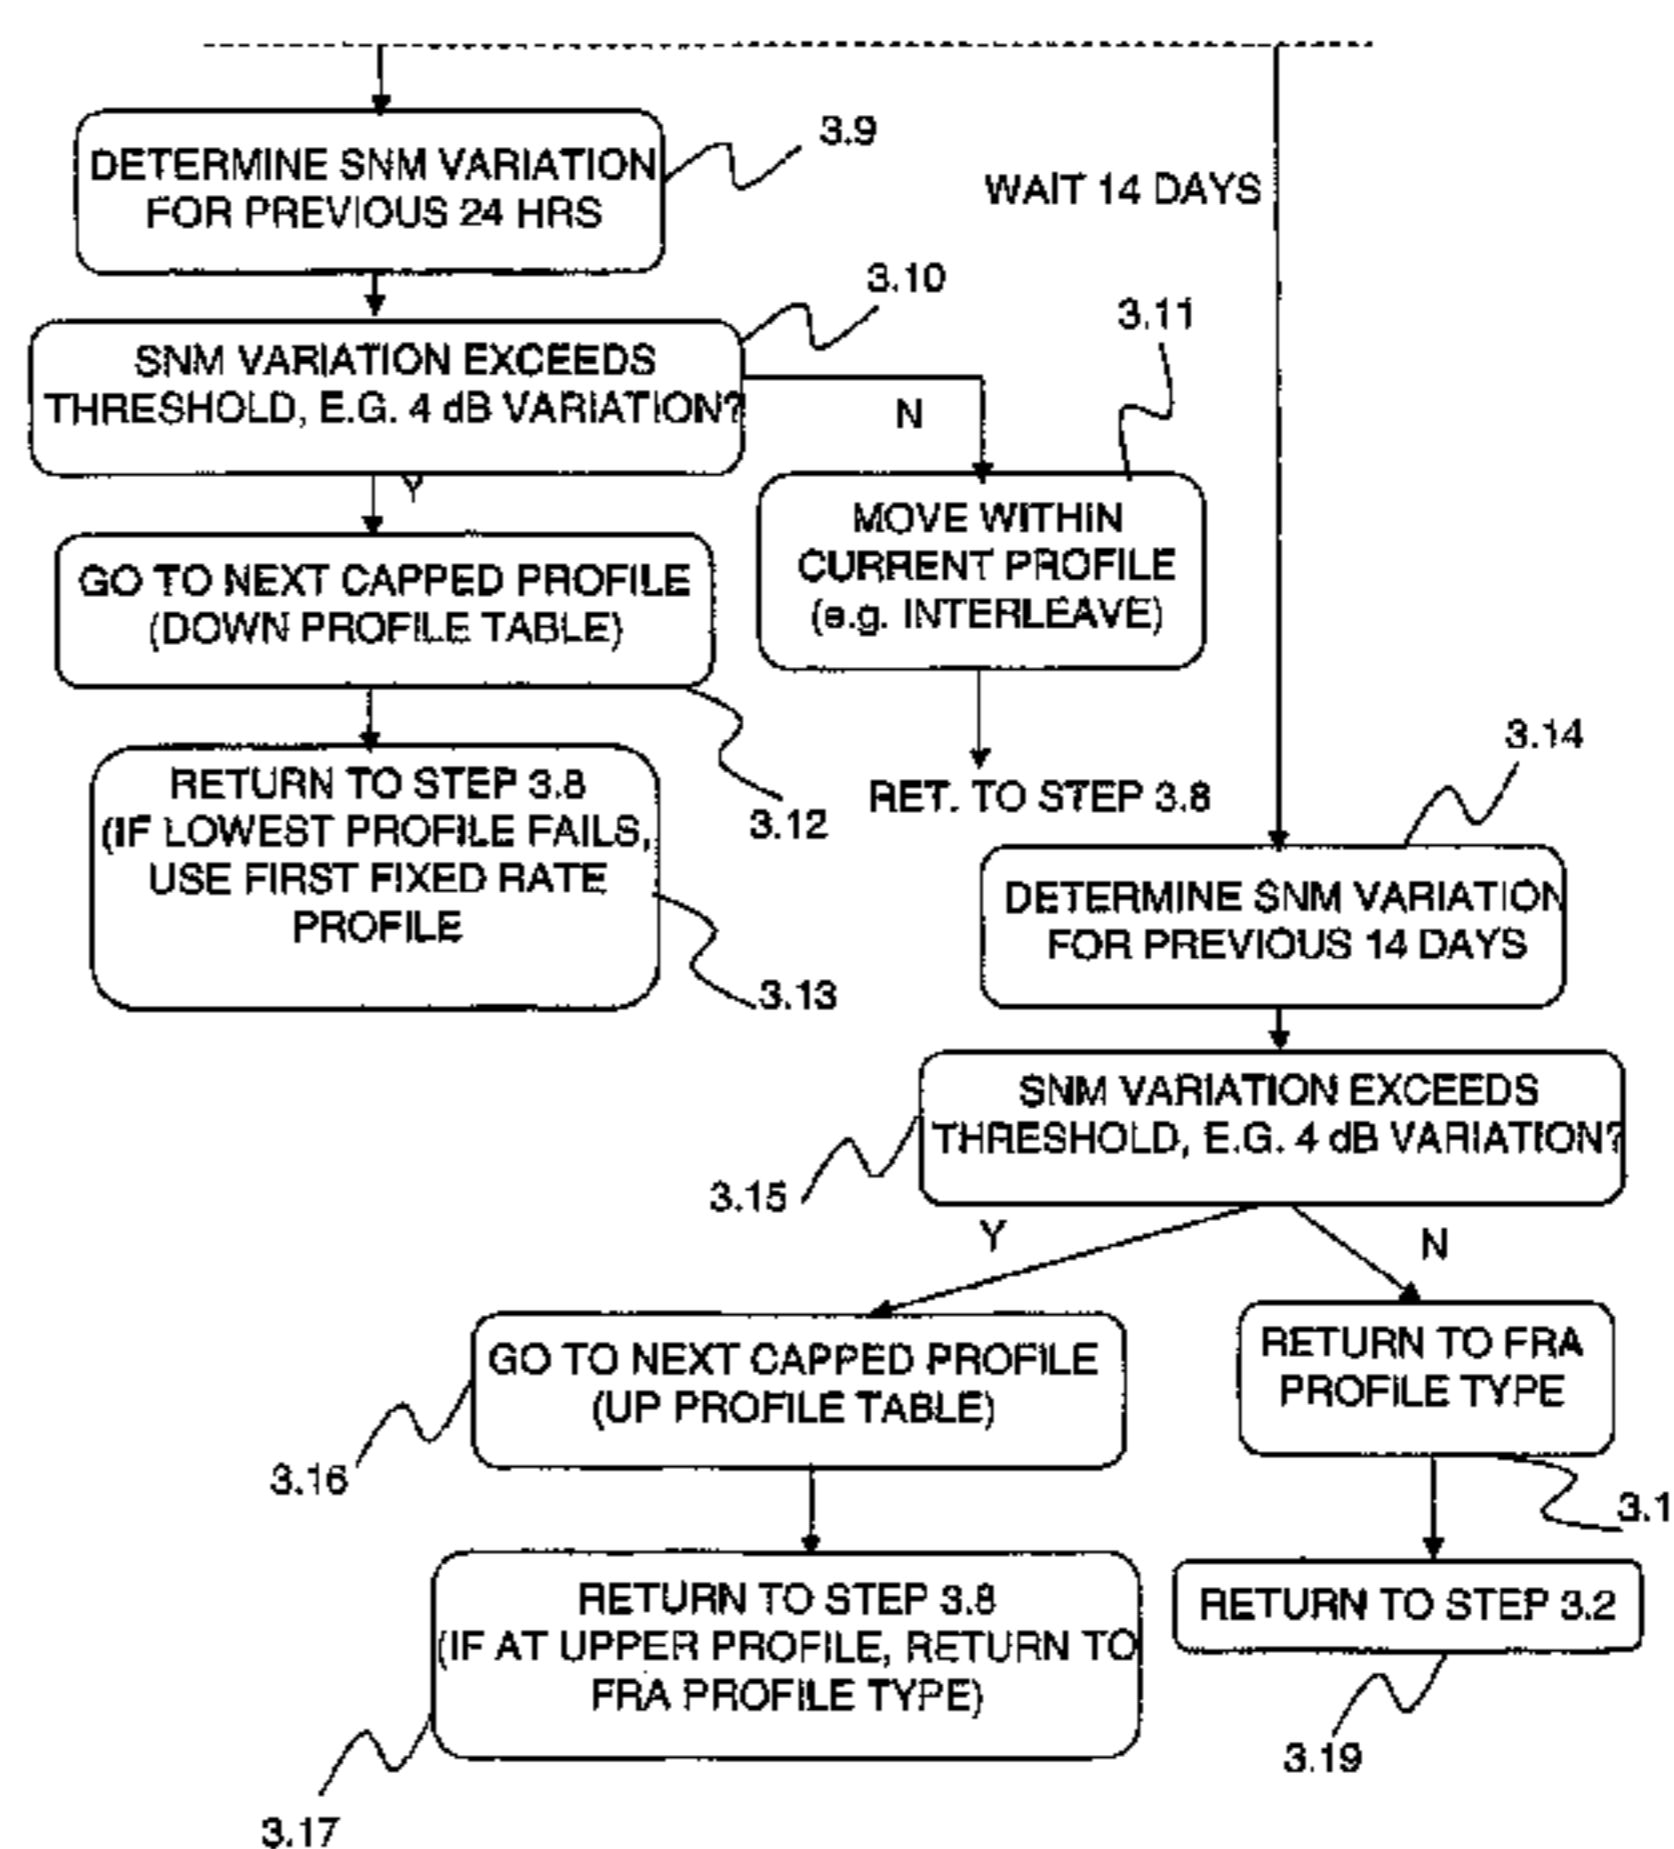 3.9
DETERMINE SNM VARIATION
FOR PREVIOUS 24 HRS
WAIT 14 DAYS
3.10
3.11
SNM VARIATION EXCEEDS
THRESHOLD, E.G. 4 dB VARIATION?
N
Y
MOVE WITHIN
CURRENT PROFILE
(e.g. INTERLEAVE)
GO TO NEXT CAPPED PROFILE
(DOWN PROFILE TABLE)
3.12
RET. TO STEP 3.8
RETURN TO STEP 3.8
(IF LOWEST PROFILE FAILS,
USE FIRST FIXED RATE
PROFILE
3.13
3.14
DETERMINE SNM VARIATION
FOR PREVIOUS 14 DAYS
SNM VARIATION EXCEEDS
THRESHOLD, E.G. 4 dB VARIATION?
3.15
Y
N
GO TO NEXT CAPPED PROFILE
(UP PROFILE TABLE)
3.16
RETURN TO FRA
PROFILE TYPE
3.1
RETURN TO STEP 3.8
(IF AT UPPER PROFILE, RETURN TO
FRA PROFILE TYPE)
3.17
RETURN TO STEP 3.2
3.19